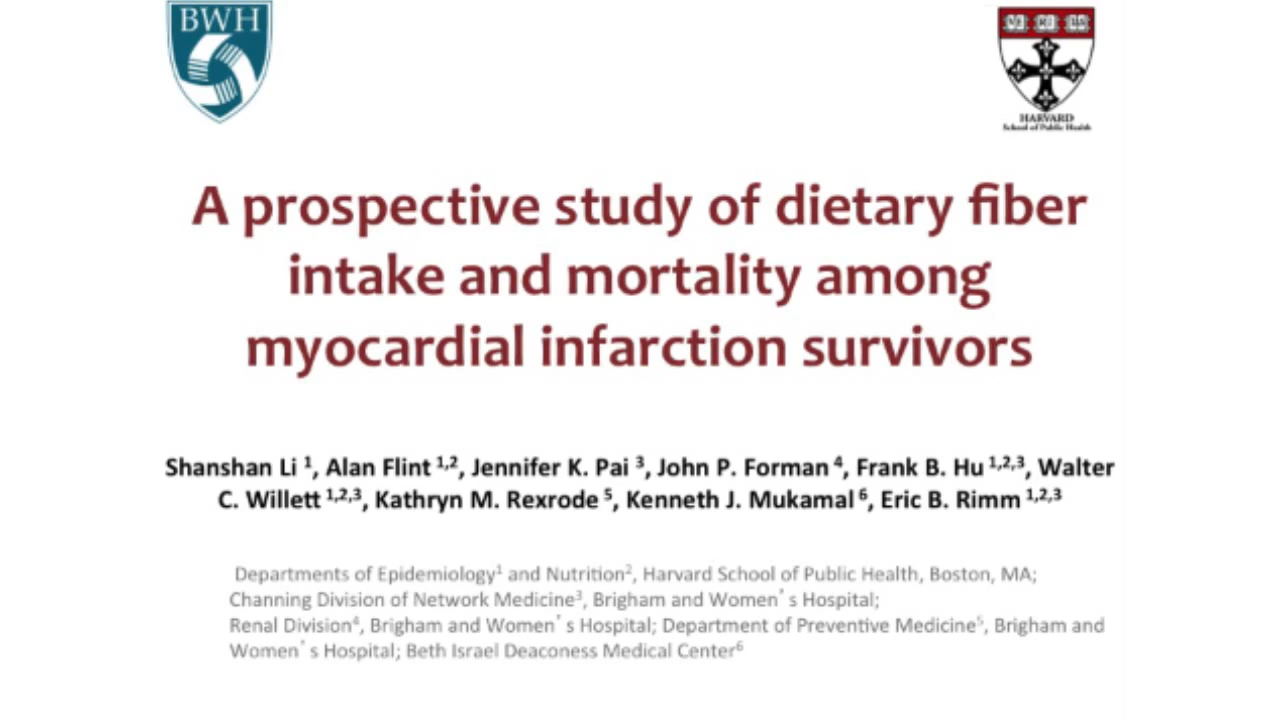 BWH
VE RI TAS
HARVARD
School of Public Health
A prospective study of dietary fiber
intake and mortality among
myocardial infarction survivors
Shanshan Li ¹, Alan Flint ¹,², Jennifer K. Pai ³, John P. Forman ⁴, Frank B. Hu ¹,²,³, Walter
C. Willett ¹,²,³, Kathryn M. Rexrode ⁵, Kenneth J. Mukamal ⁶, Eric B. Rimm ¹,²,³
Departments of Epidemiology¹ and Nutrition², Harvard School of Public Health, Boston, MA;
Channing Division of Network Medicine³, Brigham and Women's Hospital;
Renal Division⁴, Brigham and Women's Hospital; Department of Preventive Medicine⁵, Brigham and
Women's Hospital; Beth Israel Deaconess Medical Center⁶